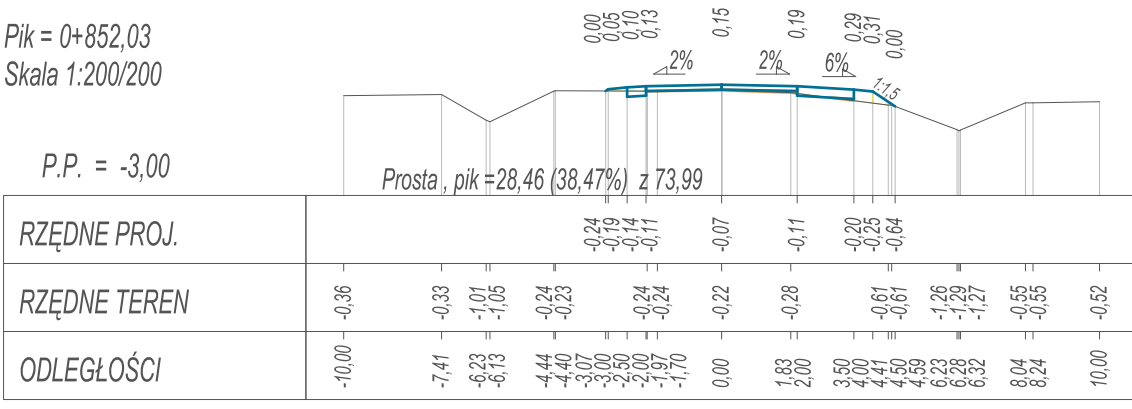 0,00 0,05 0,10 0,13 0,15 0,19 0,29 0,31 0,00
Pik = 0+852,03
Skala 1:200/200
2% 2% 6% 1:1,5
P.P. = -3,00
Prosta , pik =28,46 (38,47%) z 73,99
RZĘDNE PROJ. -0,24 -0,19 -0,14 -0,11 -0,07 -0,11 -0,20 -0,25 -0,64
RZĘDNE TEREN -0,36 -0,33 -1,01 -1,05 -0,24 -0,23 -0,24 -0,24 -0,22 -0,28 -0,61 -0,61 -1,26 -1,29 -1,27 -0,55 -0,55 -0,52
ODLEGŁOŚCI -10,00 -7,41 -6,23 -6,13 -4,44 -4,40 -3,07 -3,00 -2,50 -2,00 -1,97 -1,70 0,00 1,83 2,00 3,50 4,00 4,41 4,50 4,59 6,23 6,28 6,32 8,04 8,24 10,00